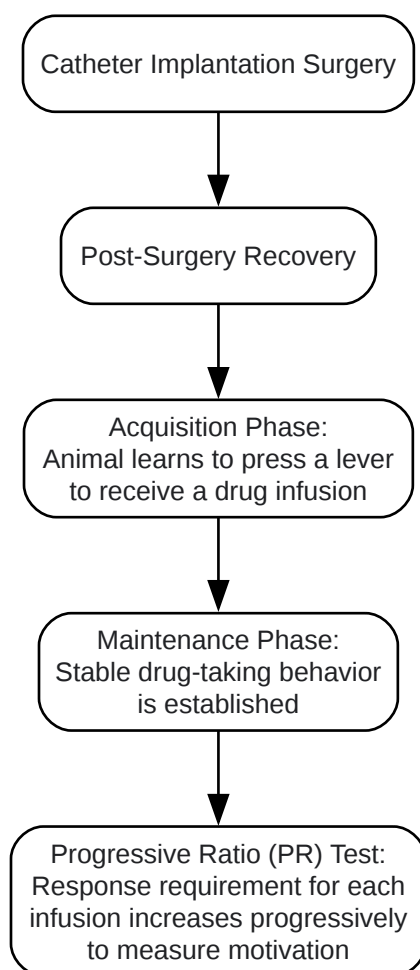 Catheter Implantation Surgery
Post-Surgery Recovery
Acquisition Phase:
Animal learns to press a lever
to receive a drug infusion
Maintenance Phase:
Stable drug-taking behavior
is established
Progressive Ratio (PR) Test:
Response requirement for each
infusion increases progressively
to measure motivation